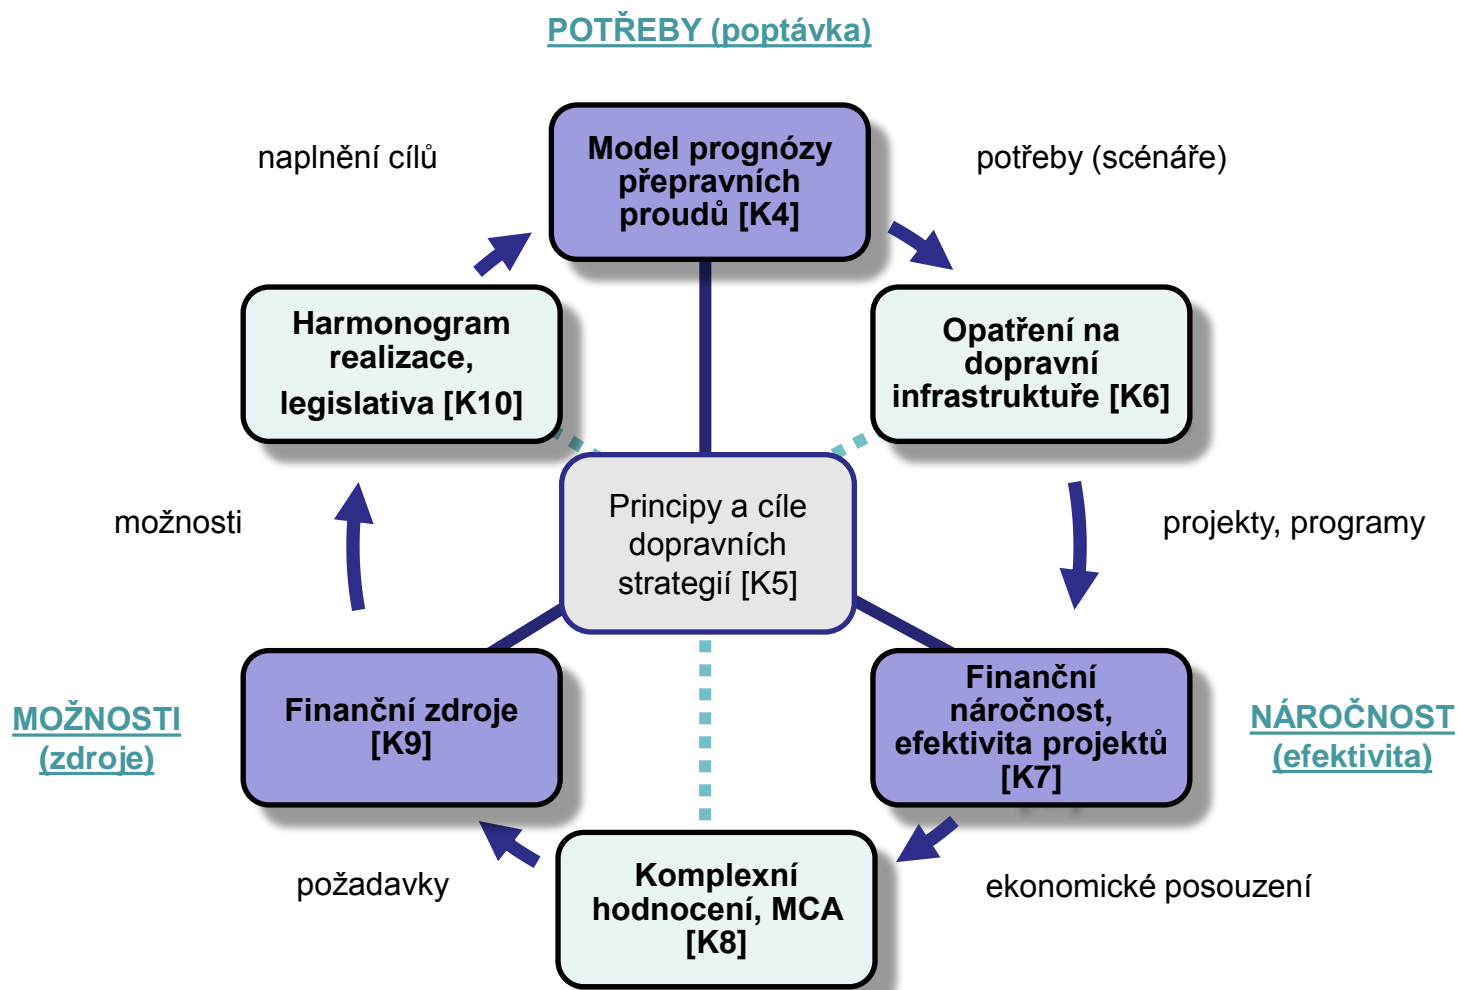 POTŘEBY (poptávka)
naplnění cílů
Model prognózy
přepravních
proudů [K4]
potřeby (scénáře)
Harmonogram
realizace,
legislativa [K10]
Opatření na
dopravní
infrastruktuře [K6]
možnosti
Principy a cíle
dopravních
strategií [K5]
projekty, programy
MOŽNOSTI
(zdroje)
Finanční zdroje
[K9]
Finanční
náročnost,
efektivita projektů
[K7]
NÁROČNOST
(efektivita)
požadavky
Komplexní
hodnocení, MCA
[K8]
ekonomické posouzení